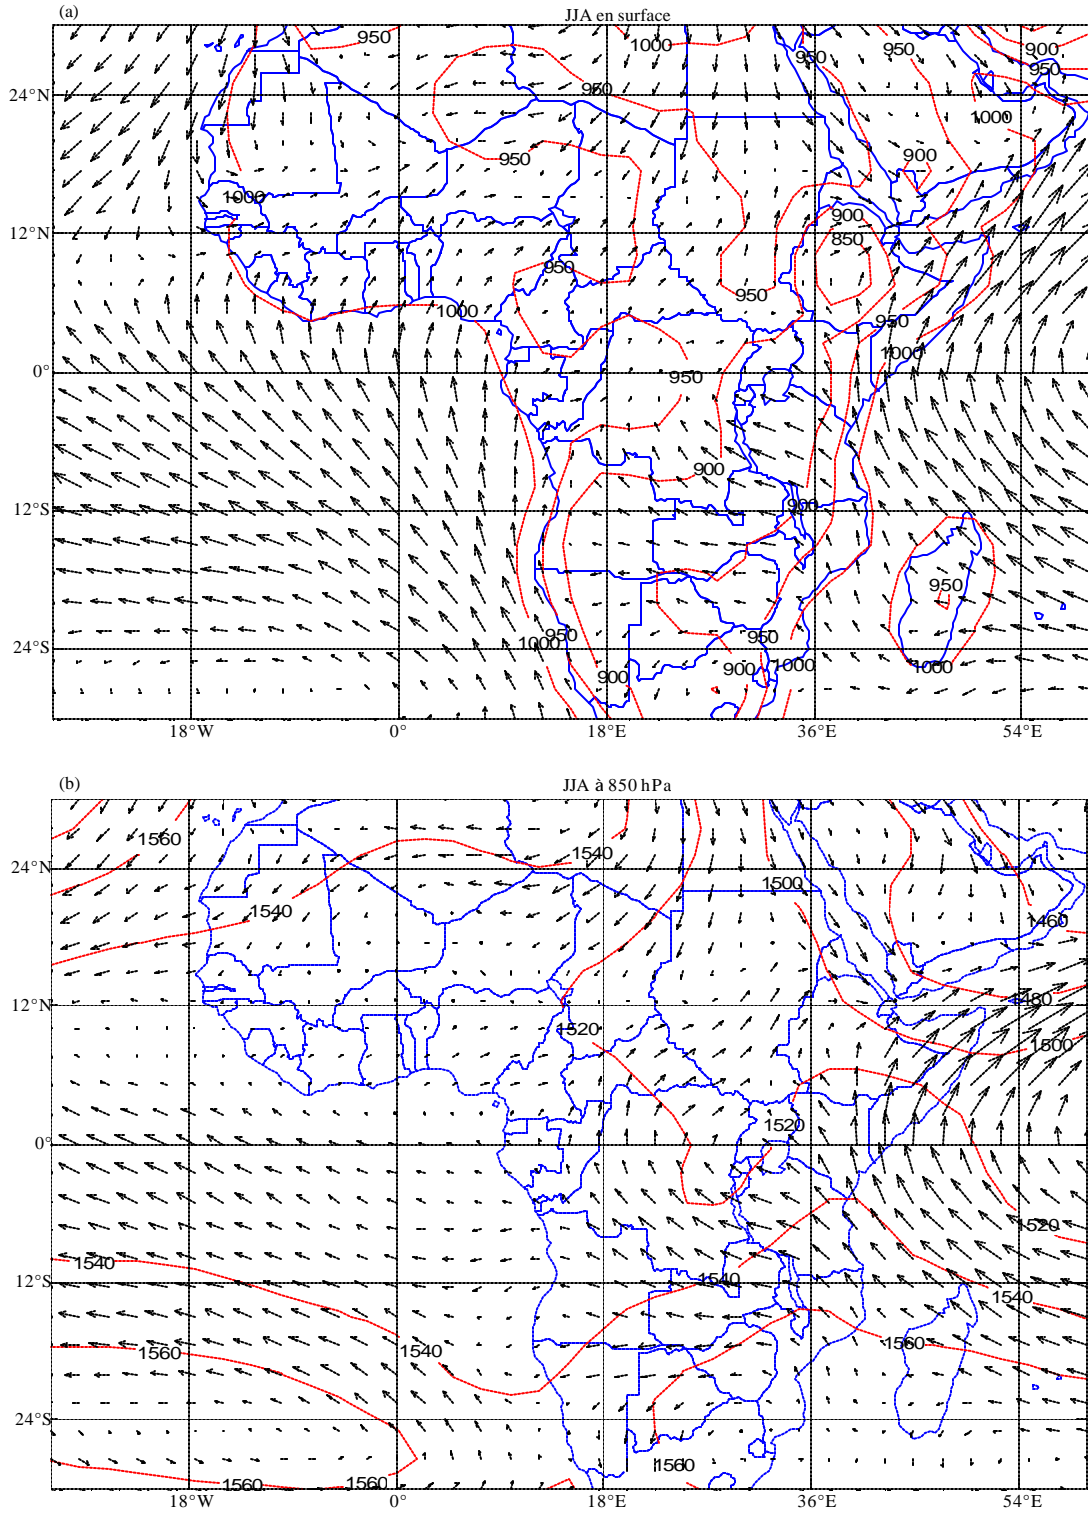 (a)
JJA en surface
950 1000 950 900
950 950
24°N 950 1000
950 900
1000 900
12°N 850
950 950
1000 950
1000
0° 950
900
12°S 900
950
950 950
24°S 1000 1000 1000
900 900
18°W 0° 18°E 36°E 54°E
(b)
JJA à 850 hPa
1560 1540
24°N 1500
1540 1460
12°N 1480
1520 1500
1520
0°
1520
1540
12°S 1540 1540
1560 1540 1560
24°S
1560 1560 1560
18°W 0° 18°E 36°E 54°E